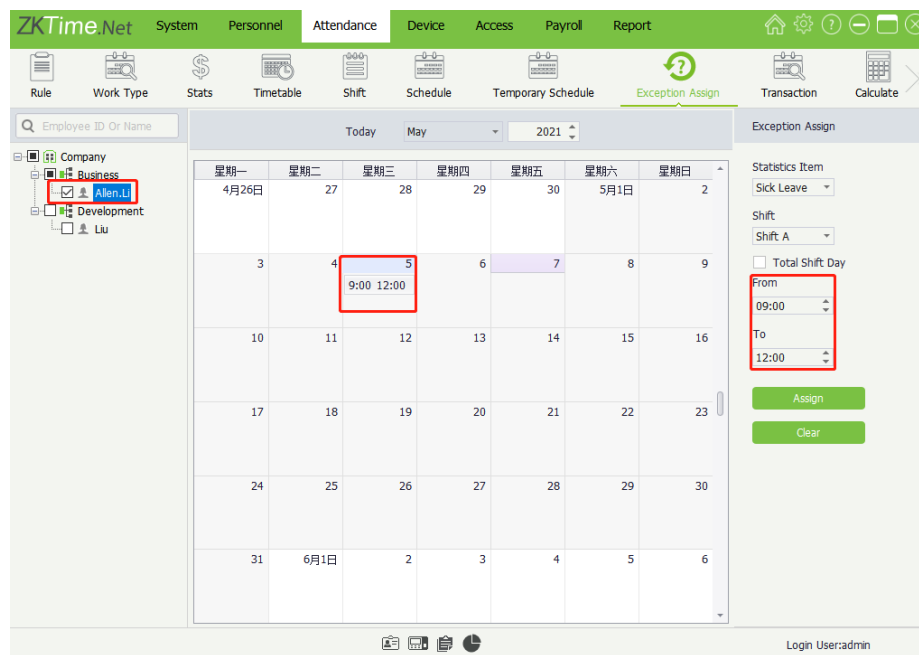 ZKTime.Net System Personnel Attendance Device Access Payroll Report
Rule Work Type Stats Timetable Shift Schedule Temporary Schedule Exception Assign Transaction Calculate
Employee ID Or Name
Today May 2021
Exception Assign
Company
Business
Allen.Li
Development
Liu
星期一 星期二 星期三 星期四 星期五 星期六 星期日
4月26日 27 28 29 30 5月1日 2
3 4 5 6 7 8 9
9:00 12:00
10 11 12 13 14 15 16
17 18 19 20 21 22 23
24 25 26 27 28 29 30
31 6月1日 2 3 4 5 6
Statistics Item
Sick Leave
Shift
Shift A
Total Shift Day
From
09:00
To
12:00
Assign
Clear
Login User:admin